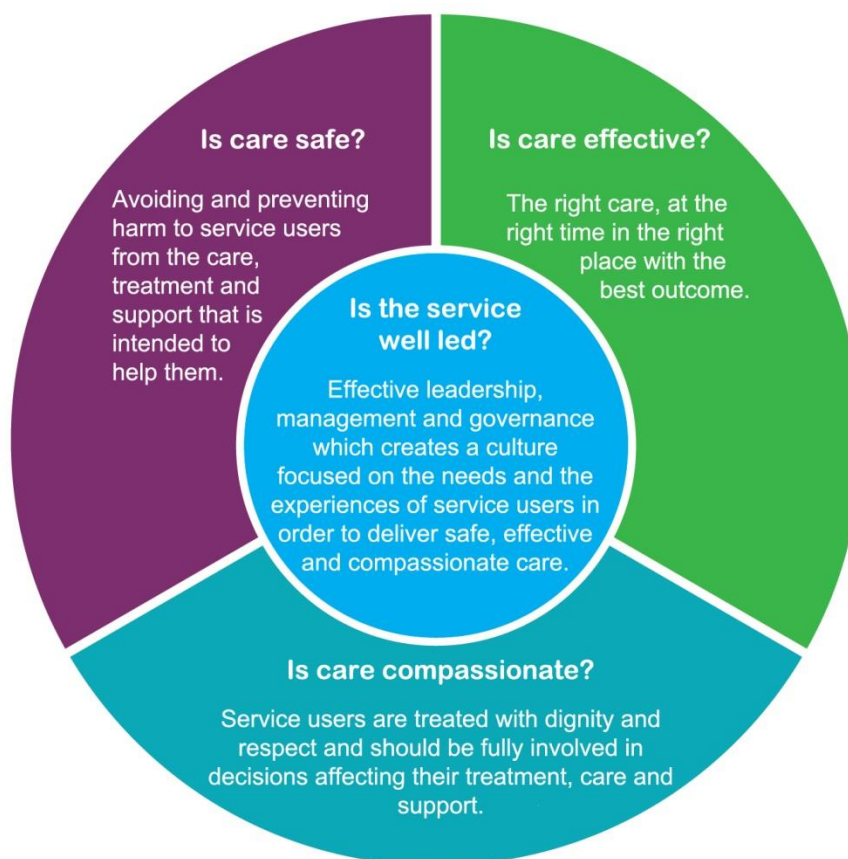 Is care safe?
Avoiding and preventing
harm to service users
from the care,
treatment and
support that is
intended to
help them.
Is care effective?
The right care, at the
right time in the right
place with the
best outcome.
Is the service
well led?
Effective leadership,
management and governance
which creates a culture
focused on the needs and the
experiences of service users in
order to deliver safe, effective
and compassionate care.
Is care compassionate?
Service users are treated with dignity and
respect and should be fully involved in
decisions affecting their treatment, care and
support.